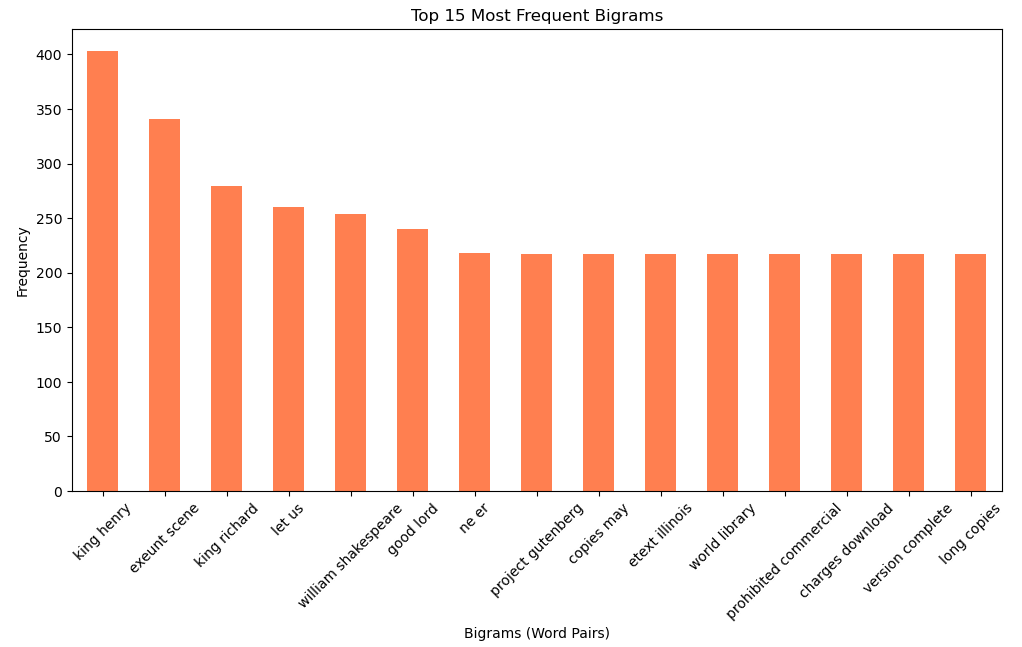 Top 15 Most Frequent Bigrams
Frequency
400
350
300
250
200
150
100
50
0
king henry
exeunt scene
king richard
let us
william shakespeare
good lord
ne er
project gutenberg
copies may
etext illinois
world library
prohibited commercial
charges download
version complete
long copies
Bigrams (Word Pairs)